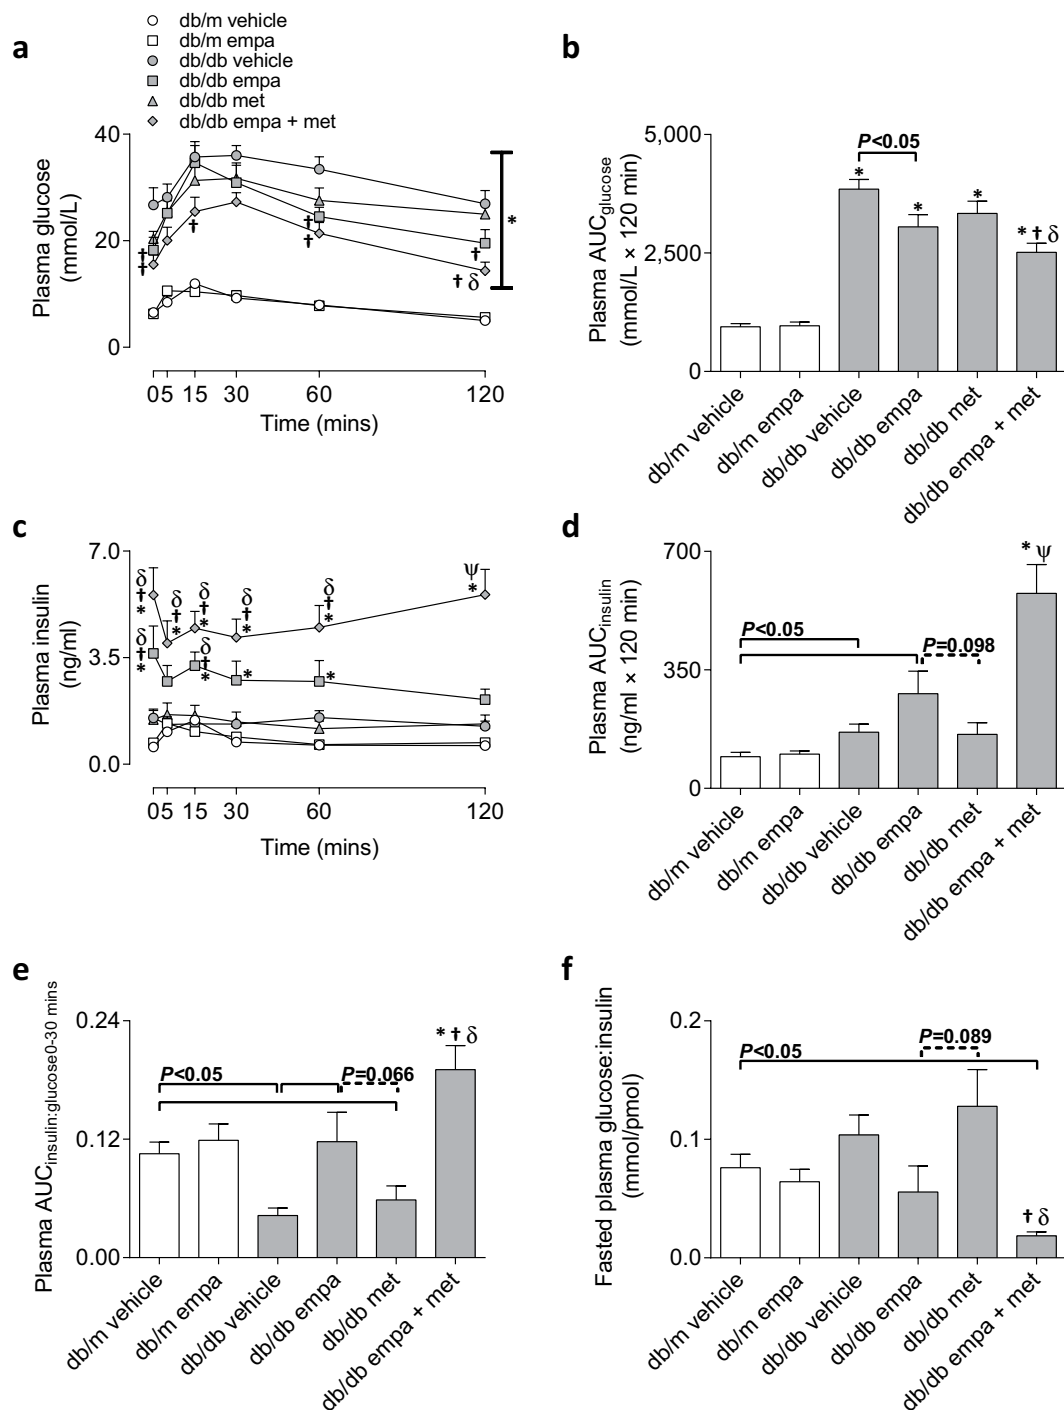 a
db/m vehicle
db/m empa
db/db vehicle
db/db empa
db/db met
db/db empa + met
Plasma glucose
(mmol/L)
40
20
0
† † † † † † † δ
*
0 5 15 30 60 120
Time (mins)
b
Plasma AUCglucose
(mmol/L × 120 min)
5,000
2,500
0
P<0.05
* * * * † δ
db/m vehicle
db/m empa
db/db vehicle
db/db empa
db/db met
db/db empa + met
c
Plasma insulin
(ng/ml)
7.0
3.5
0.0
δ † *
δ † *
δ † *
δ † *
δ † *
δ † *
δ † *
*
*
ψ *
0 5 15 30 60 120
Time (mins)
d
Plasma AUCinsulin
(ng/ml × 120 min)
700
350
0
P<0.05
P=0.098
* ψ
db/m vehicle
db/m empa
db/db vehicle
db/db empa
db/db met
db/db empa + met
e
Plasma AUCinsulin:glucose0-30 mins
0.24
0.12
0.00
P<0.05
P=0.066
* † δ
db/m vehicle
db/m empa
db/db vehicle
db/db empa
db/db met
db/db empa + met
f
Fasted plasma glucose:insulin
(mmol/pmol)
0.2
0.1
0.0
P<0.05
P=0.089
† δ
db/m vehicle
db/m empa
db/db vehicle
db/db empa
db/db met
db/db empa + met